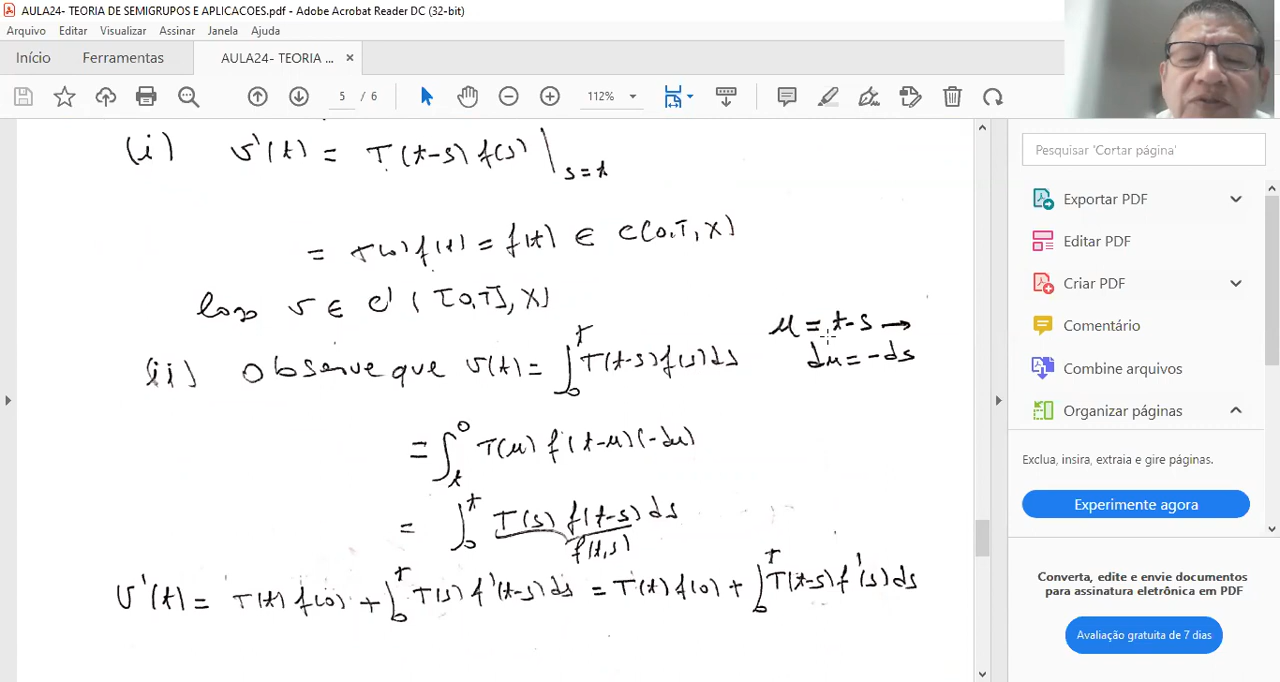 AULA24- TEORIA DE SEMIGRUPOS E APLICACOES.pdf - Adobe Acrobat Reader DC (32-bit)
Arquivo Editar Visualizar Assinar Janela Ajuda
Início Ferramentas AULA24- TEORIA ... ×
5 / 6 112%
(i) v'(t) = T(t-s) f(s) |s=t
= T(0) f(t) = f(t) ∈ C(0,T, X)
logo v ∈ C' ([0,T], X)
(ii) Observe que v(t) = ∫₀ᵗ T(t-s) f(s) ds
μ = t-s →
dμ = -ds
= ∫ₜ⁰ T(μ) f(t-μ)(-dμ)
= ∫₀ᵗ T(s) f(t-s) ds
f(t,s)
v'(t) = T(t) f(0) + ∫₀ᵗ T(s) f'(t-s) ds = T(t) f(0) + ∫₀ᵗ T(t-s) f'(s) ds
Pesquisar 'Cortar página'
Exportar PDF
Editar PDF
Criar PDF
Comentário
Combine arquivos
Organizar páginas
Exclua, insira, extraia e gire páginas.
Experimente agora
Converta, edite e envie documentos
para assinatura eletrônica em PDF
Avaliação gratuita de 7 dias